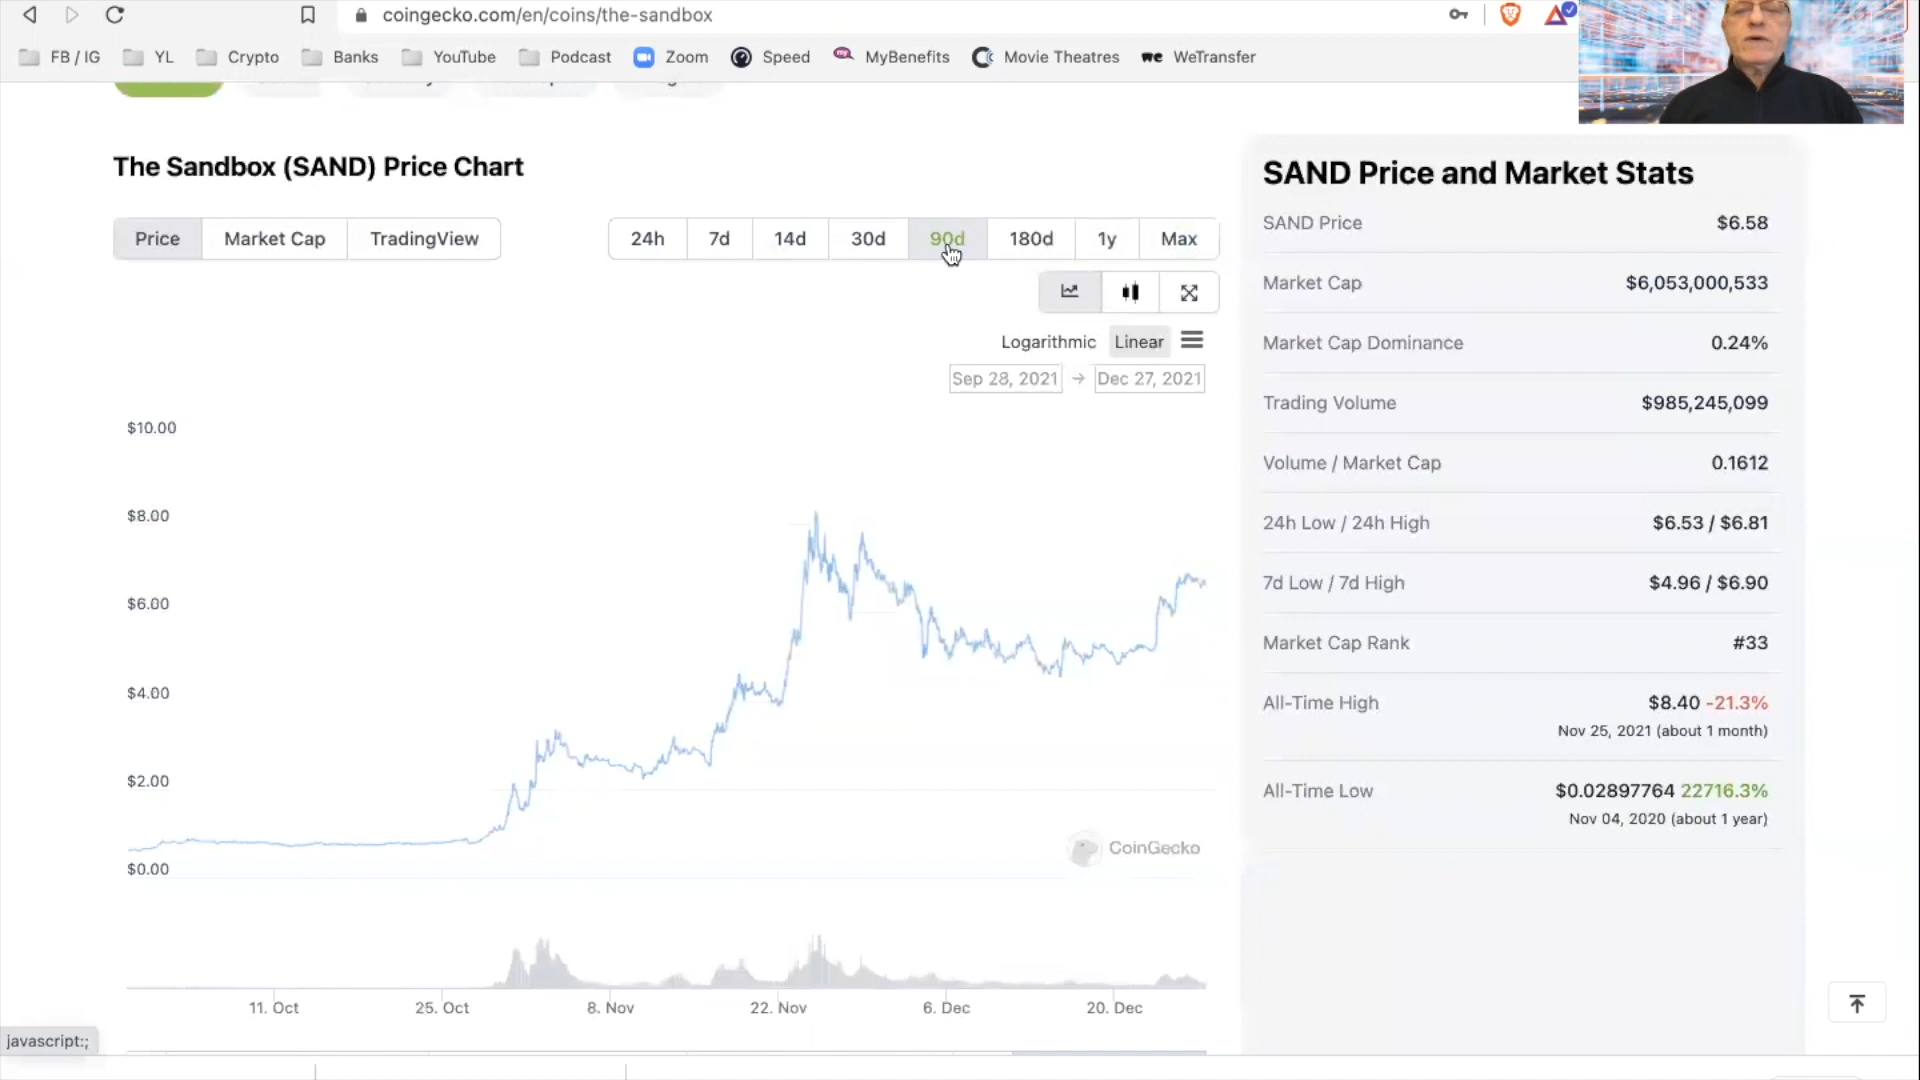 coingecko.com/en/coins/the-sandbox
FB / IG YL Crypto Banks YouTube Podcast Zoom Speed my MyBenefits Movie Theatres we WeTransfer
The Sandbox (SAND) Price Chart
Price Market Cap TradingView
24h 7d 14d 30d 90d 180d 1y Max
Logarithmic Linear
Sep 28, 2021 → Dec 27, 2021
$10.00
$8.00
$6.00
$4.00
$2.00
$0.00
CoinGecko
11. Oct 25. Oct 8. Nov 22. Nov 6. Dec 20. Dec
SAND Price and Market Stats
SAND Price $6.58
Market Cap $6,053,000,533
Market Cap Dominance 0.24%
Trading Volume $985,245,099
Volume / Market Cap 0.1612
24h Low / 24h High $6.53 / $6.81
7d Low / 7d High $4.96 / $6.90
Market Cap Rank #33
All-Time High $8.40 -21.3%
Nov 25, 2021 (about 1 month)
All-Time Low $0.02897764 22716.3%
Nov 04, 2020 (about 1 year)
javascript:;